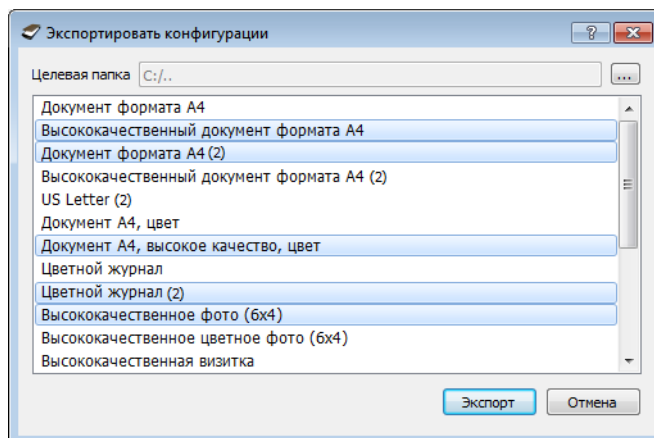 Экспортировать конфигурации
Целевая папка C:/..
Документ формата А4
Высококачественный документ формата А4
Документ формата А4 (2)
Высококачественный документ формата А4 (2)
US Letter (2)
Документ А4, цвет
Документ А4, высокое качество, цвет
Цветной журнал
Цветной журнал (2)
Высококачественное фото (6x4)
Высококачественное цветное фото (6x4)
Высококачественная визитка
Экспорт Отмена